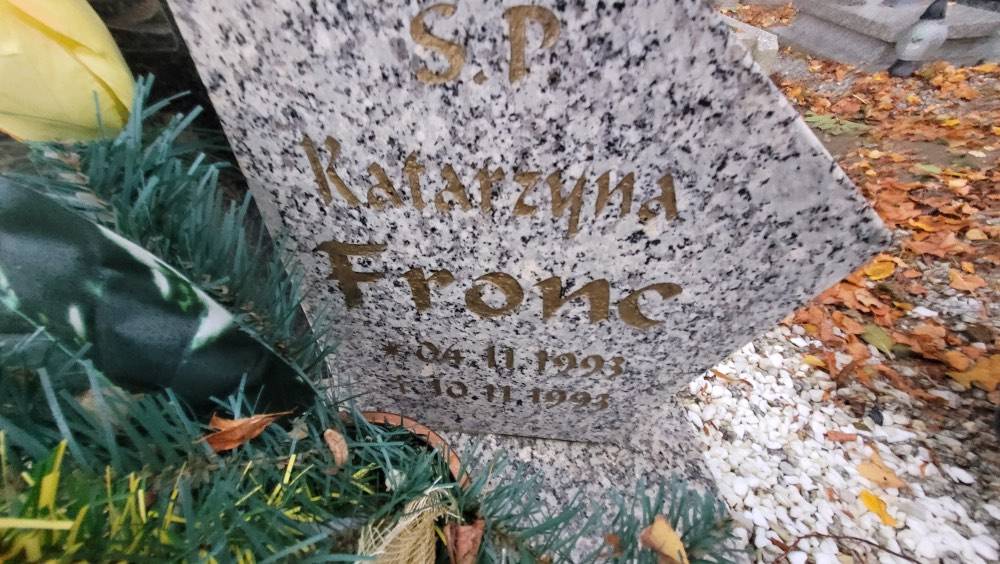 S.P
Katarzyna
Fronc
* 04.11.1993
†. 10.11.1993